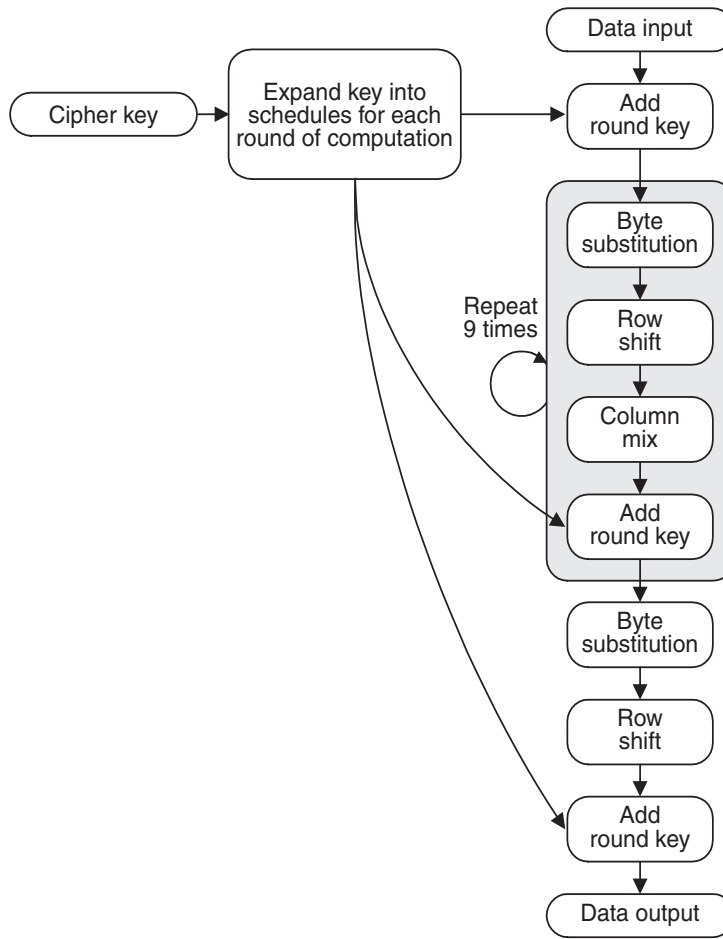 Data input
Cipher key
Expand key into
schedules for each
round of computation
Add
round key
Byte
substitution
Repeat
9 times
Row
shift
Column
mix
Add
round key
Byte
substitution
Row
shift
Add
round key
Data output